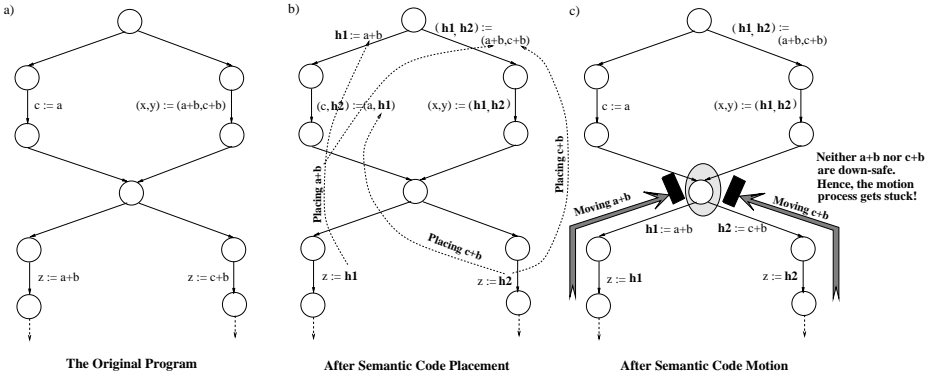 a)
c := a
(x,y) := (a+b,c+b)
z := a+b
z := c+b
The Original Program
b)
h1 := a+b
(h1, h2) :=
(a+b,c+b)
(c,h2) :=(a, h1)
(x,y) := (h1, h2)
Placing a+b
Placing c+b
Placing c+b
z := h1
z := h2
After Semantic Code Placement
c)
(h1, h2) :=
(a+b,c+b)
c := a
(x,y) := (h1, h2)
Neither a+b nor c+b
are down-safe.
Hence, the motion
process gets stuck!
Moving a+b
Moving c+b
h1 := a+b
h2 := c+b
z := h1
z := h2
After Semantic Code Motion